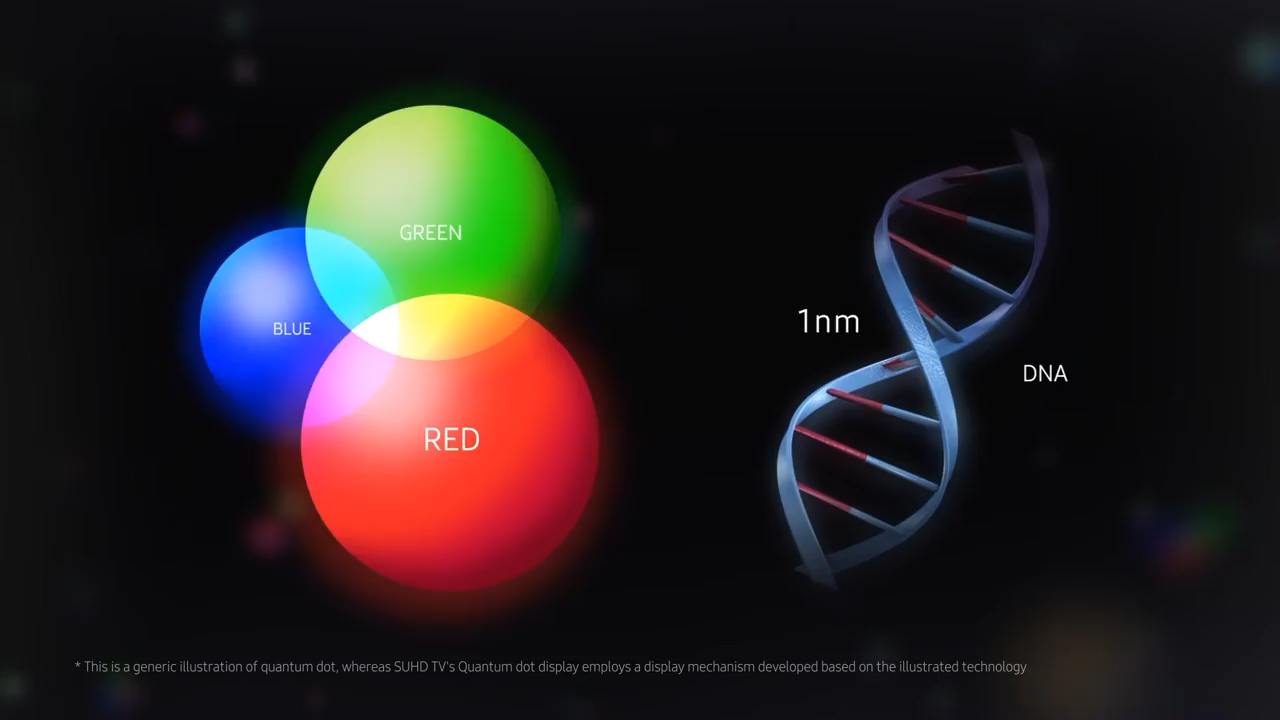 GREEN
BLUE
RED
1nm
DNA
* This is a generic illustration of quantum dot, whereas SUHD TV's Quantum dot display employs a display mechanism developed based on the illustrated technology